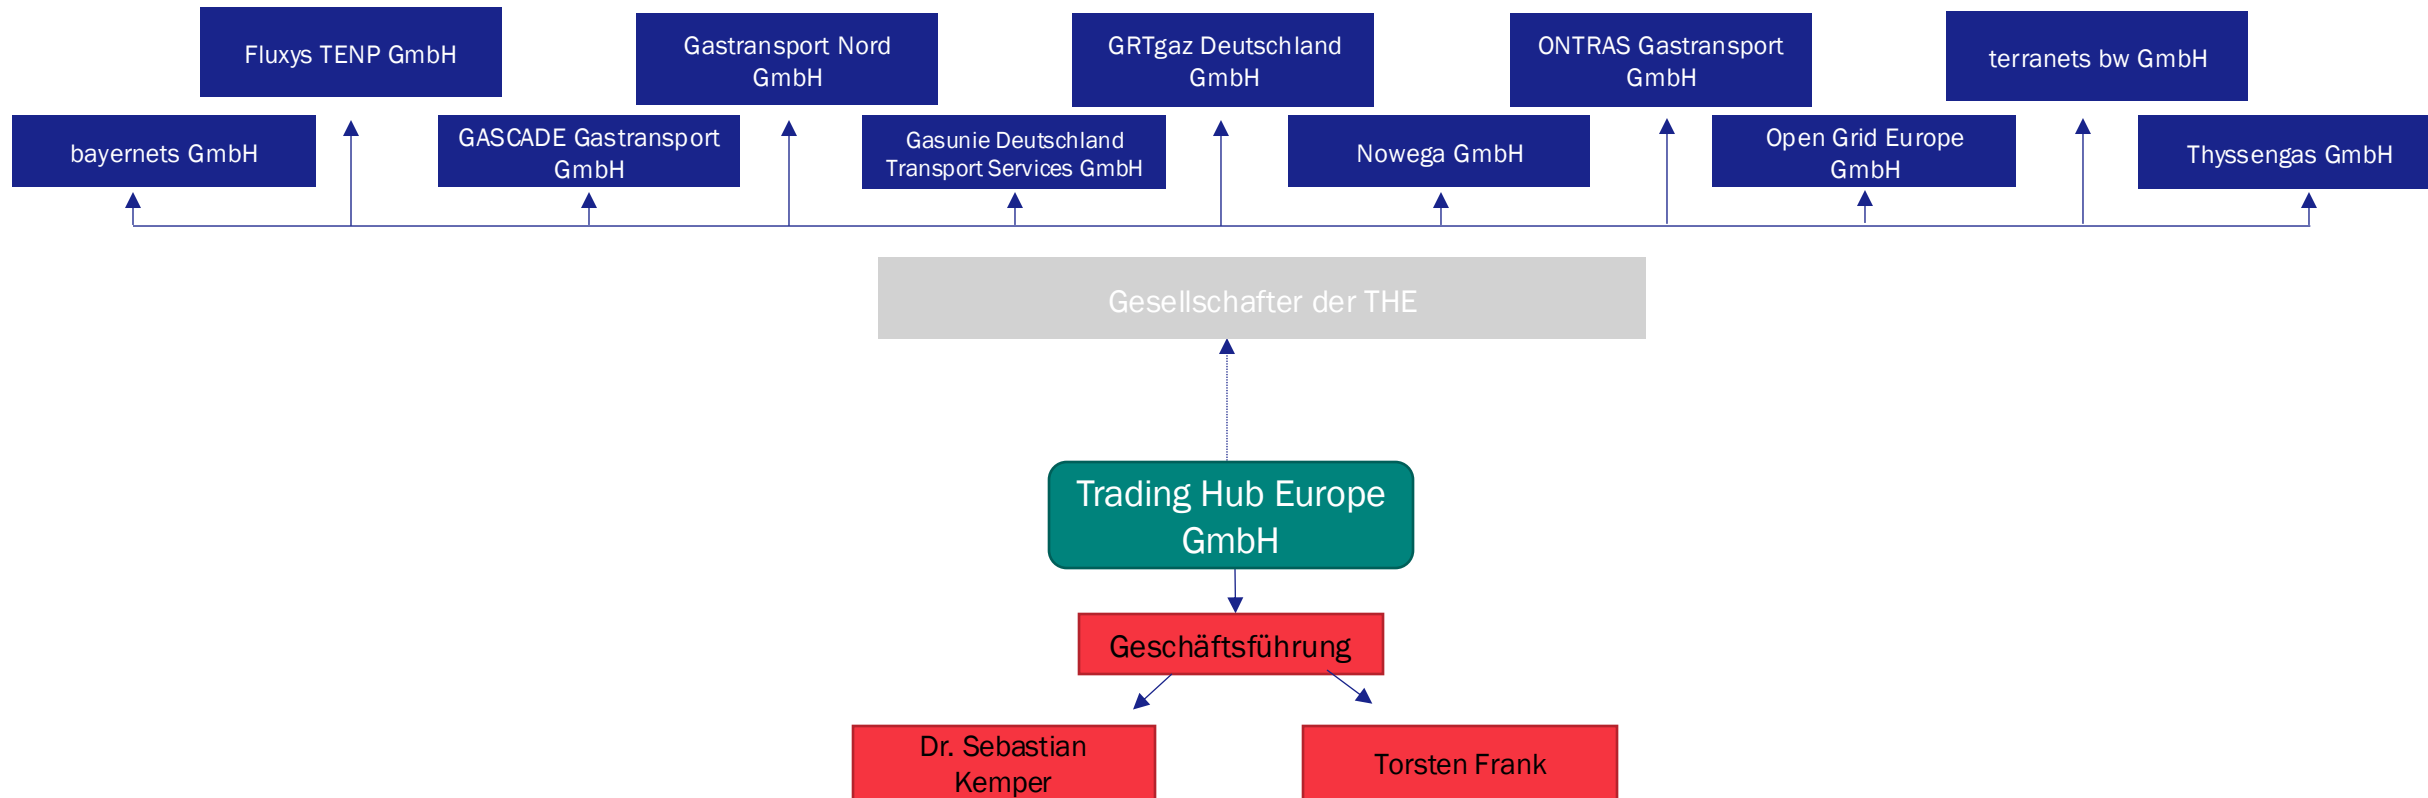 Fluxys TENP GmbH
Gastransport Nord
GmbH
GRTgaz Deutschland
GmbH
ONTRAS Gastransport
GmbH
terranets bw GmbH
bayernets GmbH
GASCADE Gastransport
GmbH
Gasunie Deutschland
Transport Services GmbH
Nowega GmbH
Open Grid Europe
GmbH
Thyssengas GmbH
Gesellschafter der THE
Trading Hub Europe
GmbH
Geschäftsführung
Dr. Sebastian
Kemper
Torsten Frank